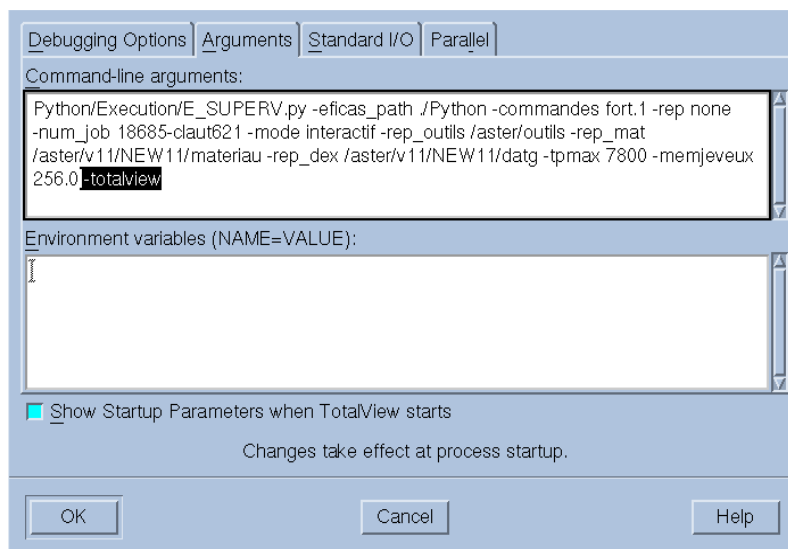 Debugging Options Arguments Standard I/O Parallel
Command-line arguments:
Python/Execution/E_SUPERV.py -eficas_path ./Python -commandes fort.1 -rep none
-num_job 18685-claut621 -mode interactif -rep_outils /aster/outils -rep_mat
/aster/v11/NEW11/materiau -rep_dex /aster/v11/NEW11/datg -tpmax 7800 -memjeveux
256.0 -totalview
Environment variables (NAME=VALUE):
Show Startup Parameters when TotalView starts
Changes take effect at process startup.
OK Cancel Help